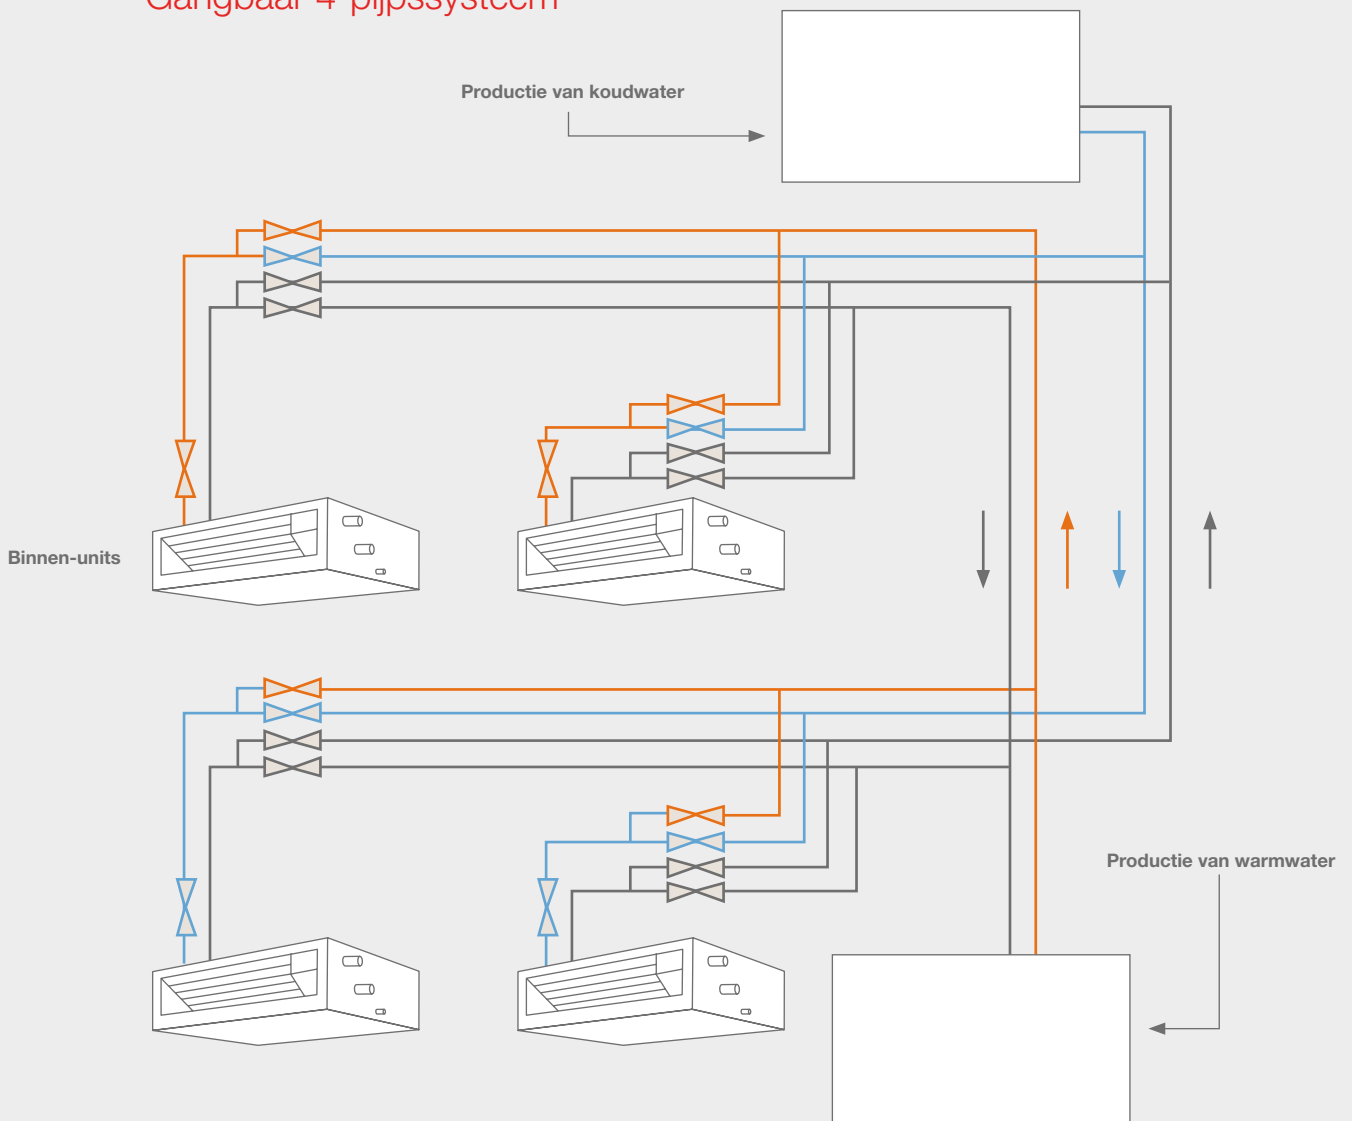 Gangbaar 4-pijpssysteem
Productie van koudwater
Binnen-units
Productie van warmwater